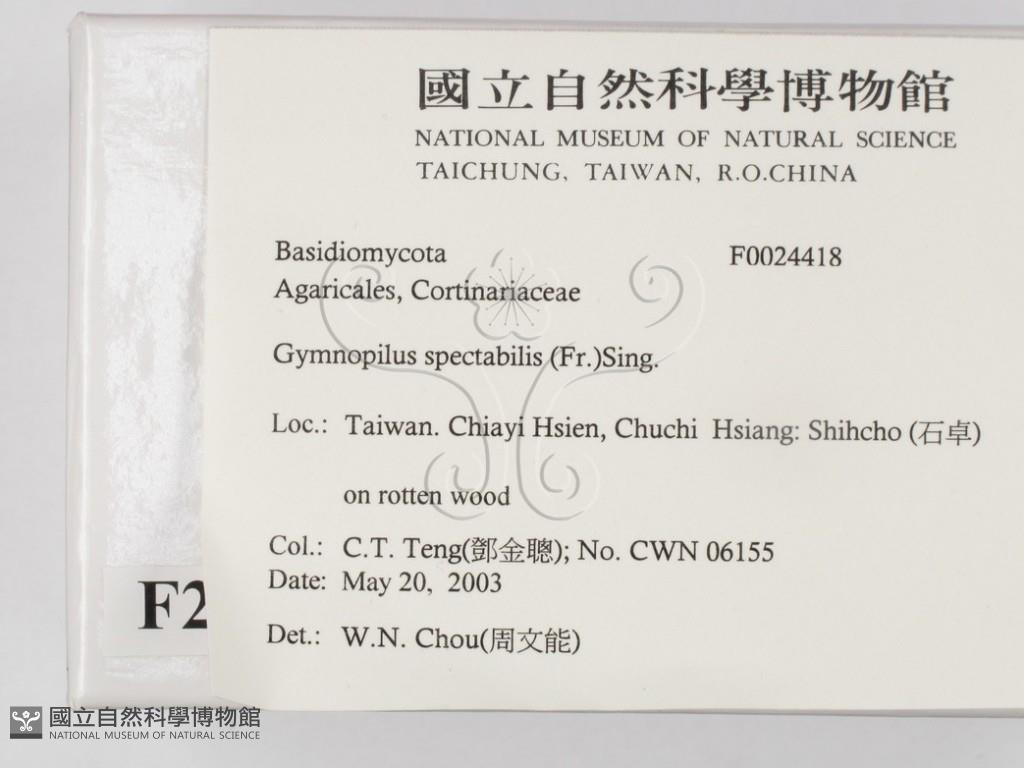 國立自然科學博物館
NATIONAL MUSEUM OF NATURAL SCIENCE
TAICHUNG, TAIWAN, R.O.CHINA
Basidiomycota F0024418
Agaricales, Cortinariaceae
Gymnopilus spectabilis (Fr.)Sing.
Loc.: Taiwan. Chiayi Hsien, Chuchi Hsiang: Shihcho (石卓)
on rotten wood
Col.: C.T. Teng(鄧金聰); No. CWN 06155
Date: May 20, 2003
F2
Det.: W.N. Chou(周文能)
國立自然科學博物館
NATIONAL MUSEUM OF NATURAL SCIENCE